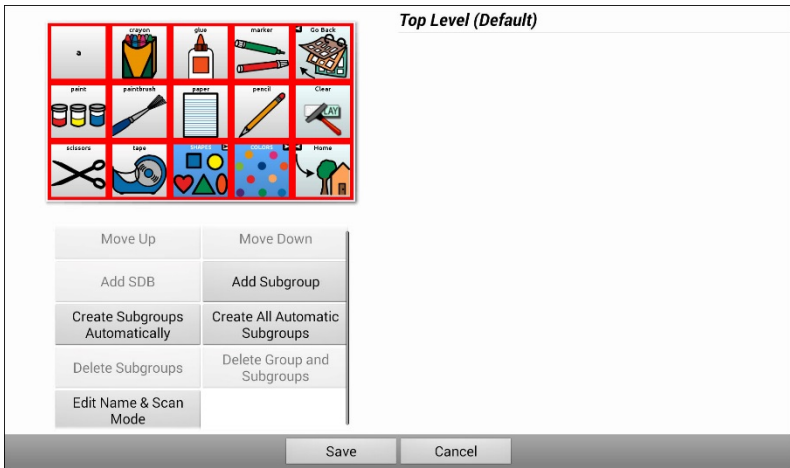 Top Level (Default)
a
crayon
glue
marker
Go Back
paint
paintbrush
paper
pencil
Clear
scissors
tape
SHAPES
COLORS
Home
Move Up
Move Down
Add SDB
Add Subgroup
Create Subgroups
Automatically
Create All Automatic
Subgroups
Delete Subgroups
Delete Group and
Subgroups
Edit Name & Scan
Mode
Save
Cancel